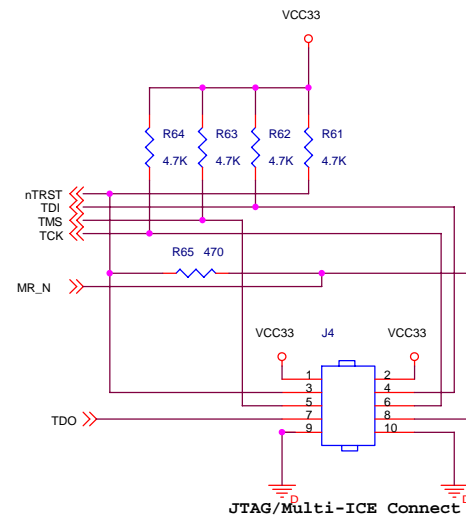 VCC33
R64 R63 R62 R61
4.7K 4.7K 4.7K 4.7K
nTRST
TDI
TMS
TCK
R65 470
MR_N
VCC33 J4 VCC33
1 2
3 4
5 6
TDO 7 8
9 10
D D
JTAG/Multi-ICE Connect